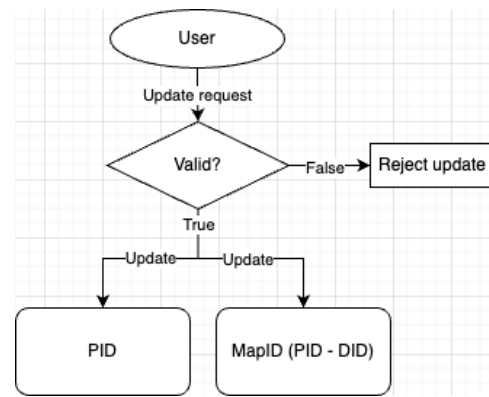 User
Update request
Valid?
False
Reject update
True
Update
Update
PID
MapID (PID - DID)